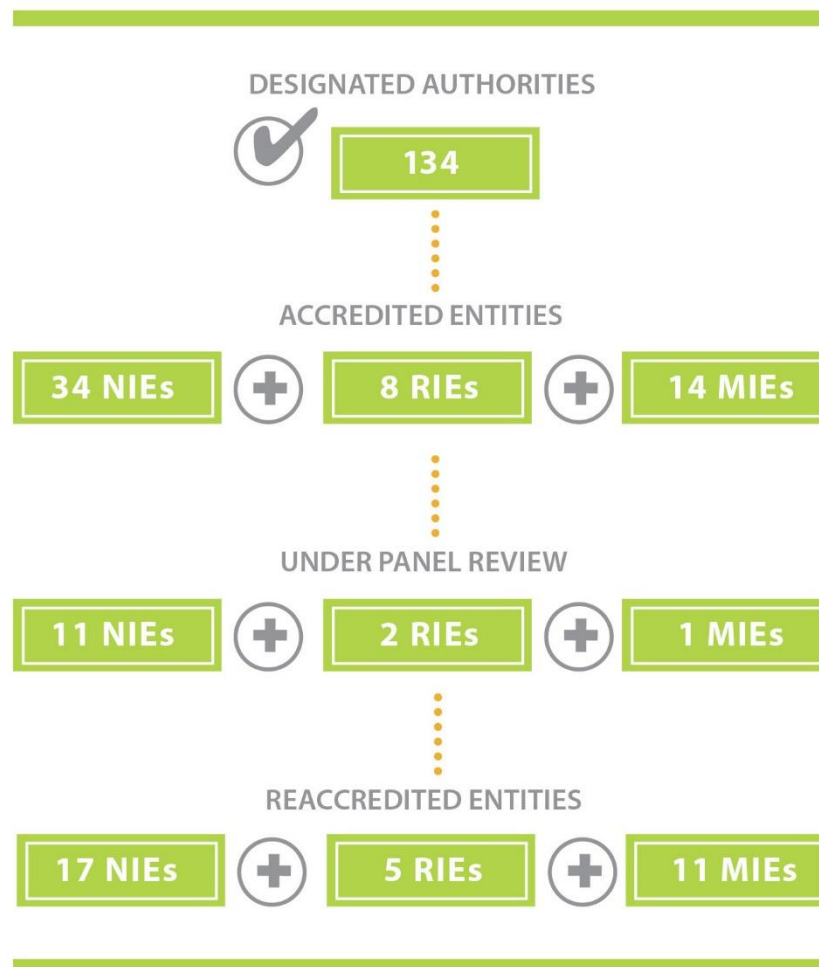 DESIGNATED AUTHORITIES
134
ACCREDITED ENTITIES
34 NIEs 8 RIEs 14 MIEs
UNDER PANEL REVIEW
11 NIEs 2 RIEs 1 MIEs
REACCREDITED ENTITIES
17 NIEs 5 RIEs 11 MIEs